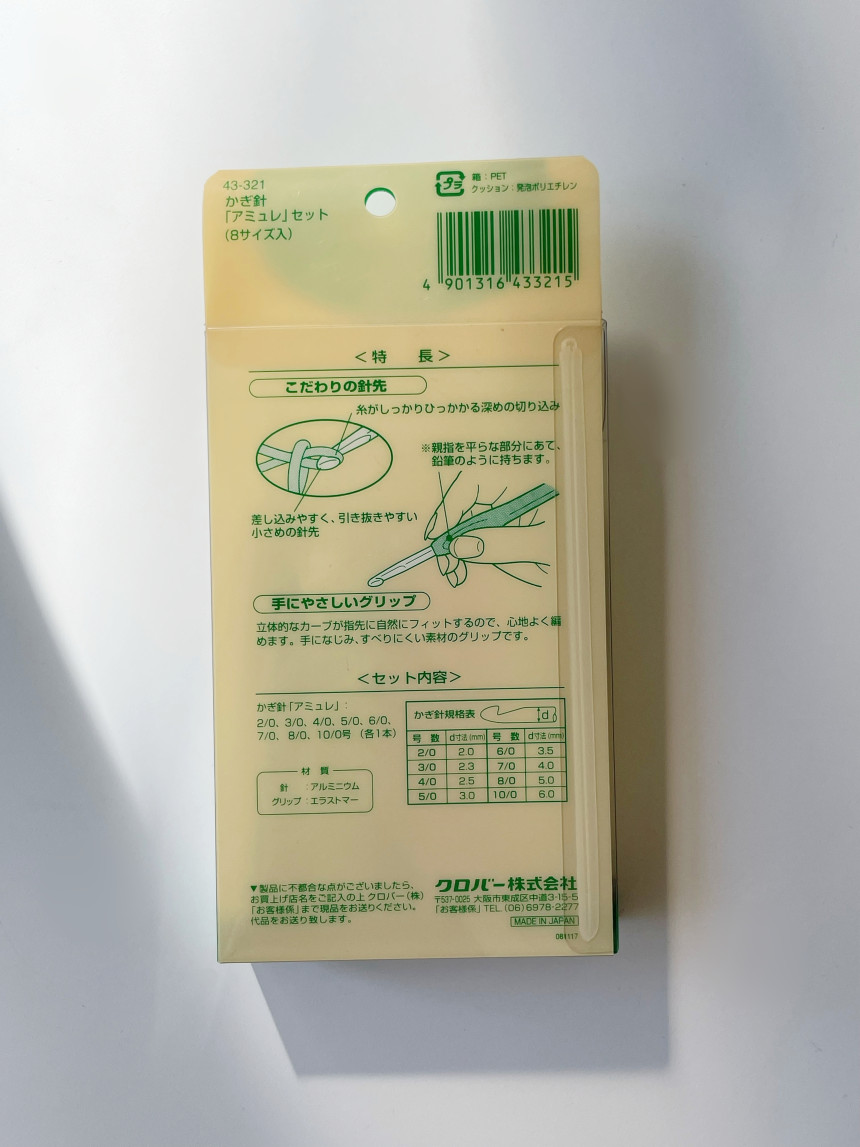 43-321
かぎ針
「アミュレ」セット
(8サイズ入)
プラ
箱：PET
クッション：発泡ポリエチレン
4 901316 433215
＜特　長＞
こだわりの針先
糸がしっかりひっかかる深めの切り込み
※親指を平らな部分にあて、
鉛筆のように持ちます。
差し込みやすく、引き抜きやすい
小さめの針先
手にやさしいグリップ
立体的なカーブが指先に自然にフィットするので、心地よく編
めます。手になじみ、すべりにくい素材のグリップです。
＜セット内容＞
かぎ針「アミュレ」：
2/0、3/0、4/0、5/0、6/0、
7/0、8/0、10/0号 (各1本)
材　質
針　：アルミニウム
グリップ：エラストマー
かぎ針規格表 d
号　数 d寸法(mm) 号　数 d寸法(mm)
2/0 2.0 6/0 3.5
3/0 2.3 7/0 4.0
4/0 2.5 8/0 5.0
5/0 3.0 10/0 6.0
▼製品に不都合な点がございましたら、
お買上げ店名をご記入の上 クロバー(株)
「お客様係」まで現品をお送りください。
代品をお送り致します。
クロバー株式会社
〒537-0025 大阪市東成区中道3-15-5
「お客様係」TEL.(06)6978-2277
MADE IN JAPAN
081117